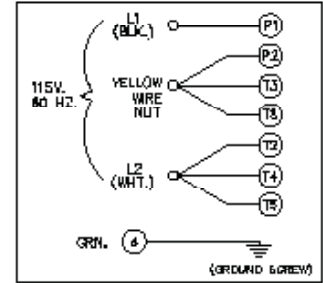 L1
(BLK.)
P1
P2
115V.
60 HZ.
YELLOW
WIRE
NUT
T3
T8
T2
L2
(WHT.)
T4
T5
GRN.
(GROUND SCREW)